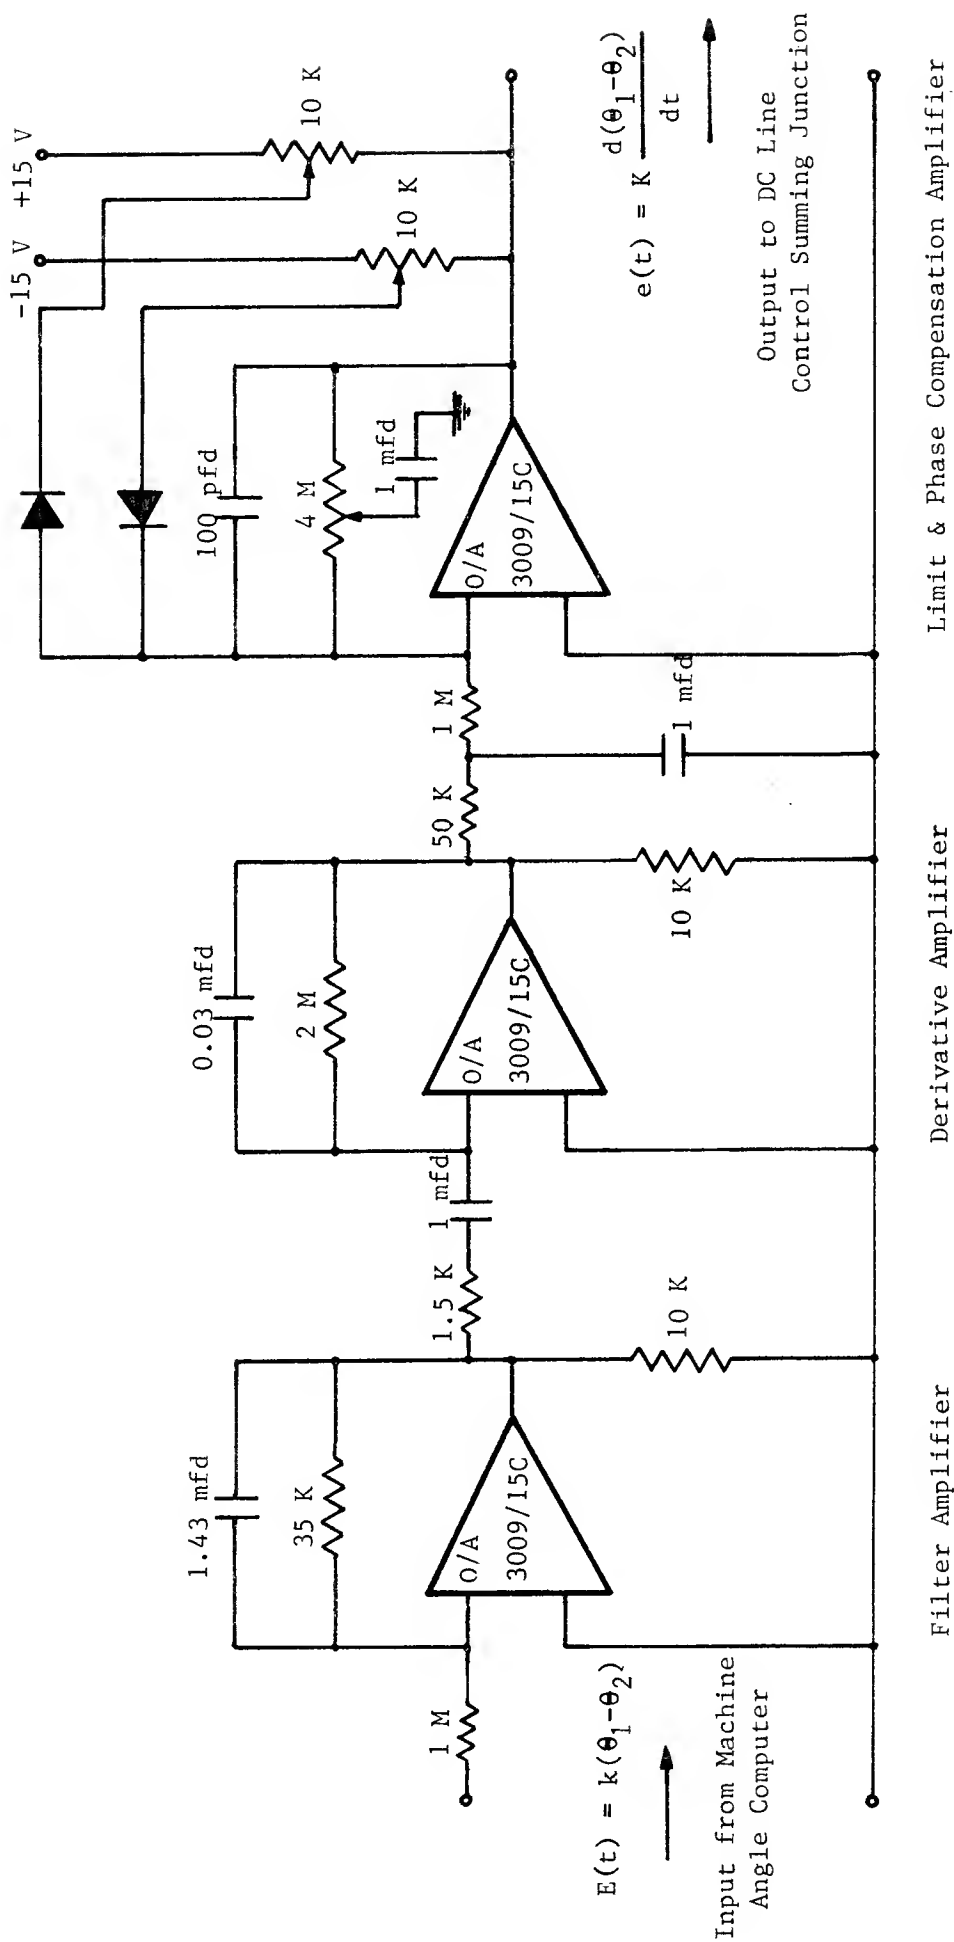 -15 V
+15 V
10 K
10 K
100 pfd
4 M
1 mfd
O/A
3009/15C
1 M
50 K
1 mfd
e(t) = K d(θ1-θ2)
dt
Output to DC Line
Control Summing Junction
Limit & Phase Compensation Amplifier
0.03 mfd
2 M
O/A
3009/15C
1 mfd
1.5 K
10 K
Derivative Amplifier
1.43 mfd
35 K
O/A
3009/15C
1 M
10 K
Filter Amplifier
E(t) = k(θ1-θ2)
Input from Machine
Angle Computer